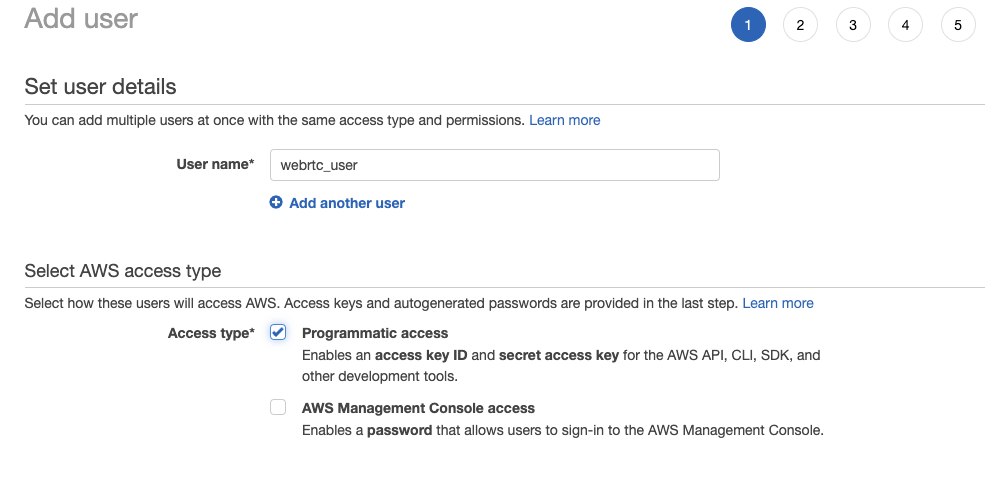 Add user
1 2 3 4 5
Set user details
You can add multiple users at once with the same access type and permissions. Learn more
User name* webrtc_user
Add another user
Select AWS access type
Select how these users will access AWS. Access keys and autogenerated passwords are provided in the last step. Learn more
Access type* Programmatic access
Enables an access key ID and secret access key for the AWS API, CLI, SDK, and
other development tools.
AWS Management Console access
Enables a password that allows users to sign-in to the AWS Management Console.